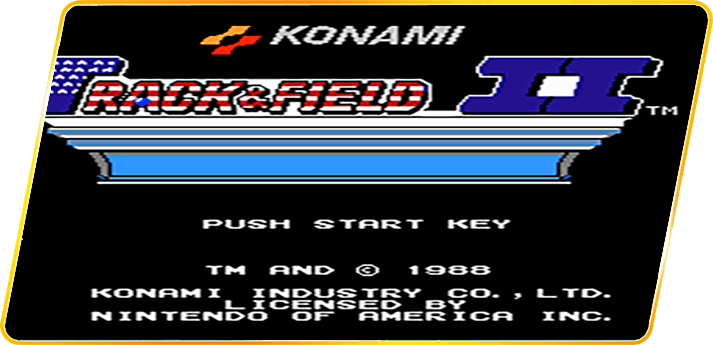 KONAMI
TRACK & FIELD II ™
PUSH START KEY
TM AND © 1988
KONAMI INDUSTRY CO.,LTD.
LICENSED BY
NINTENDO OF AMERICA INC.